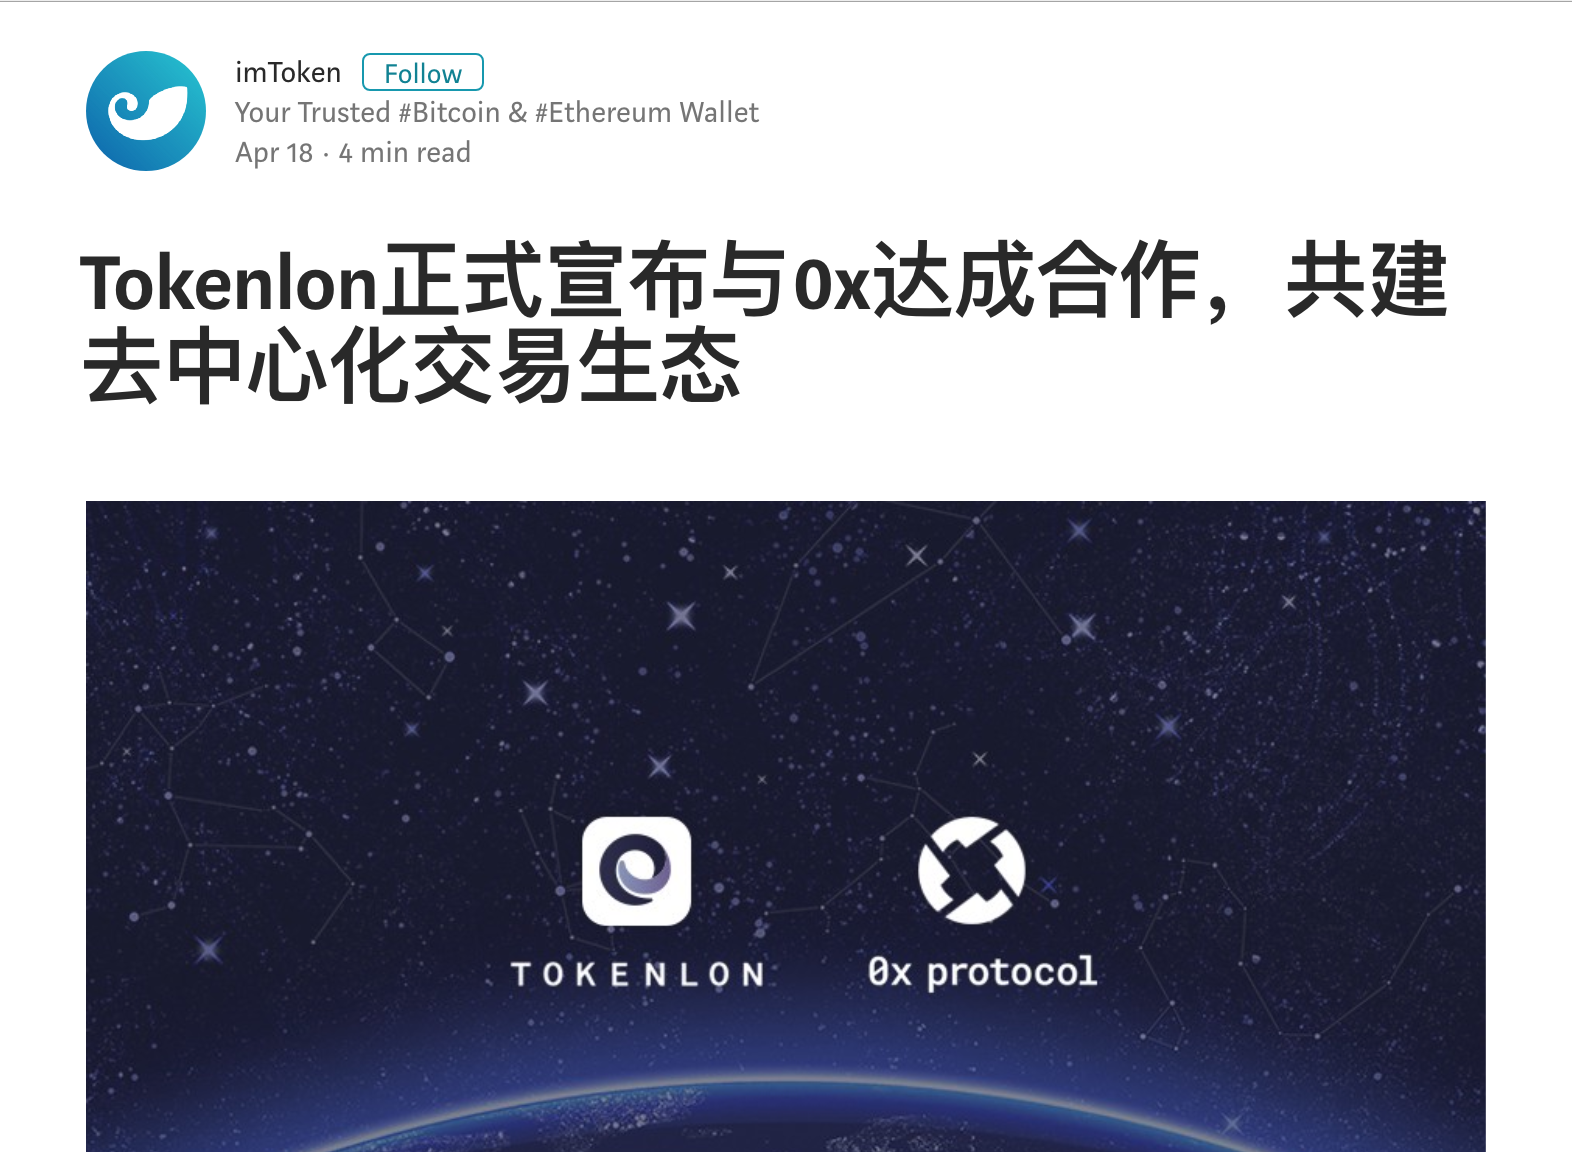 imToken Follow
Your Trusted #Bitcoin & #Ethereum Wallet
Apr 18 · 4 min read
Tokenlon正式宣布与0x达成合作，共建
去中心化交易生态
TOKENLON
0x protocol